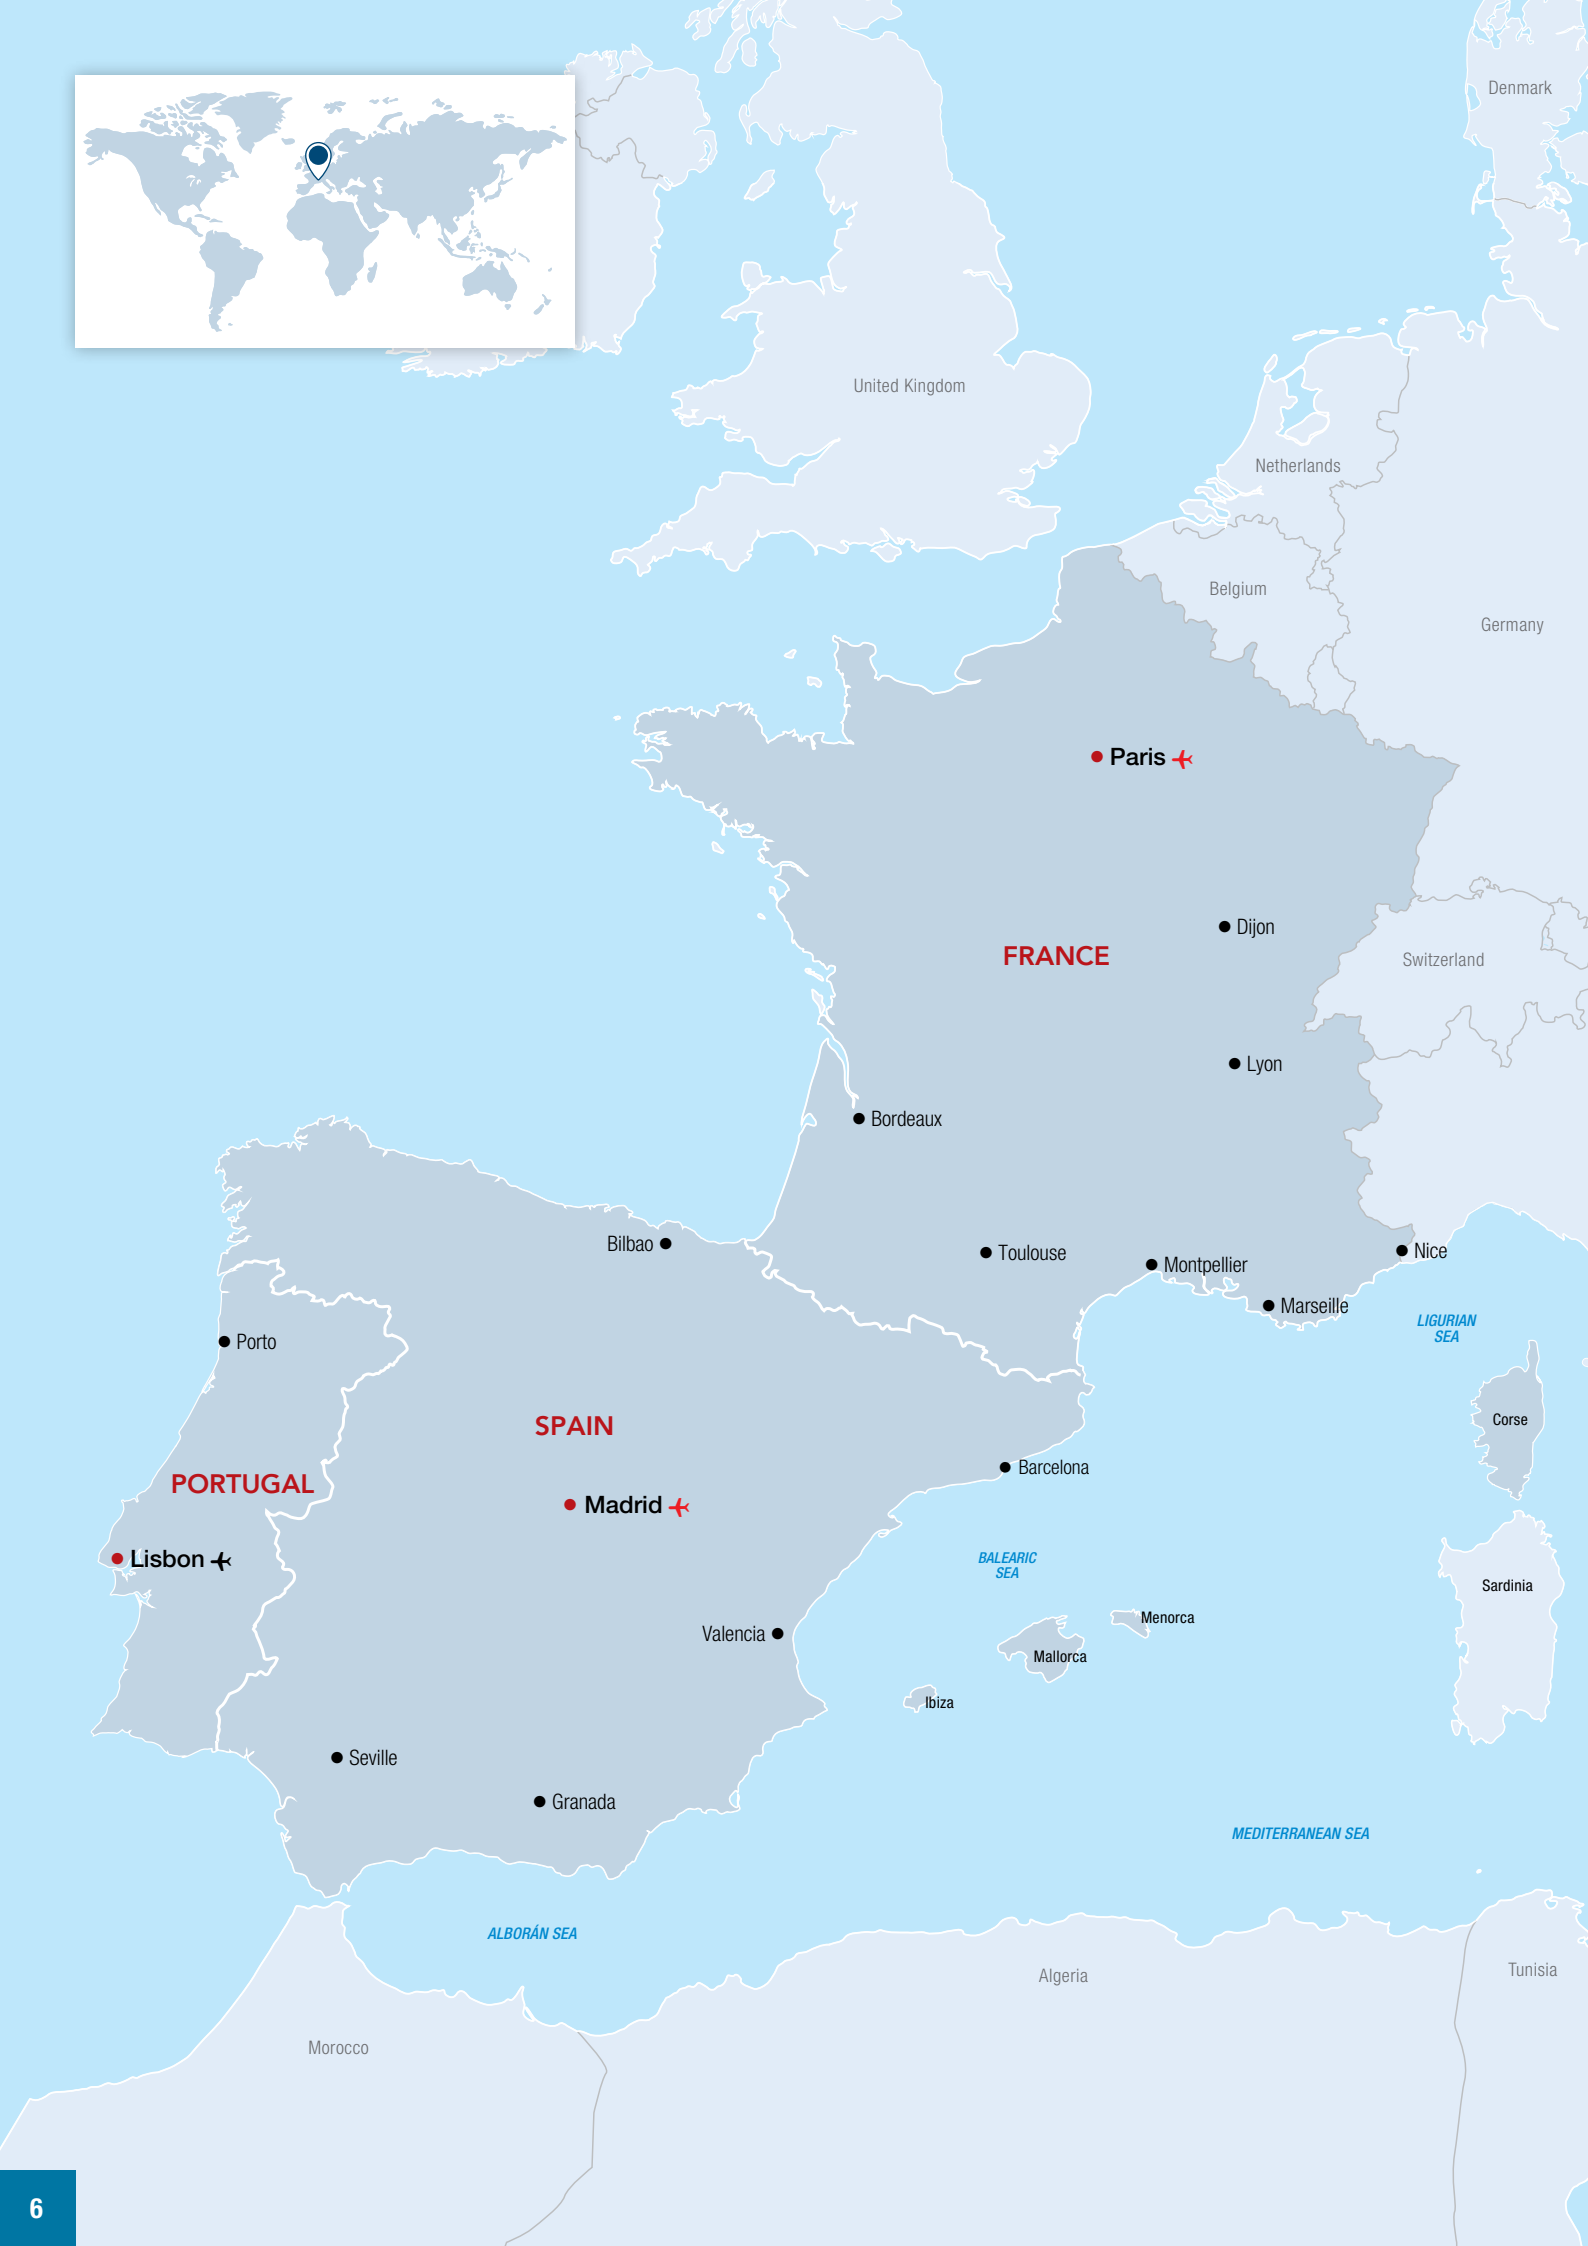 Denmark
United Kingdom
Netherlands
Belgium
Germany
Paris
Dijon
FRANCE
Switzerland
Lyon
Bordeaux
Bilbao
Toulouse
Montpellier
Nice
Marseille
LIGURIAN
SEA
Porto
Corse
SPAIN
Barcelona
PORTUGAL
Madrid
Lisbon
BALEARIC
SEA
Sardinia
Menorca
Valencia
Mallorca
Ibiza
Seville
Granada
MEDITERRANEAN SEA
ALBORÁN SEA
Algeria
Tunisia
Morocco
6